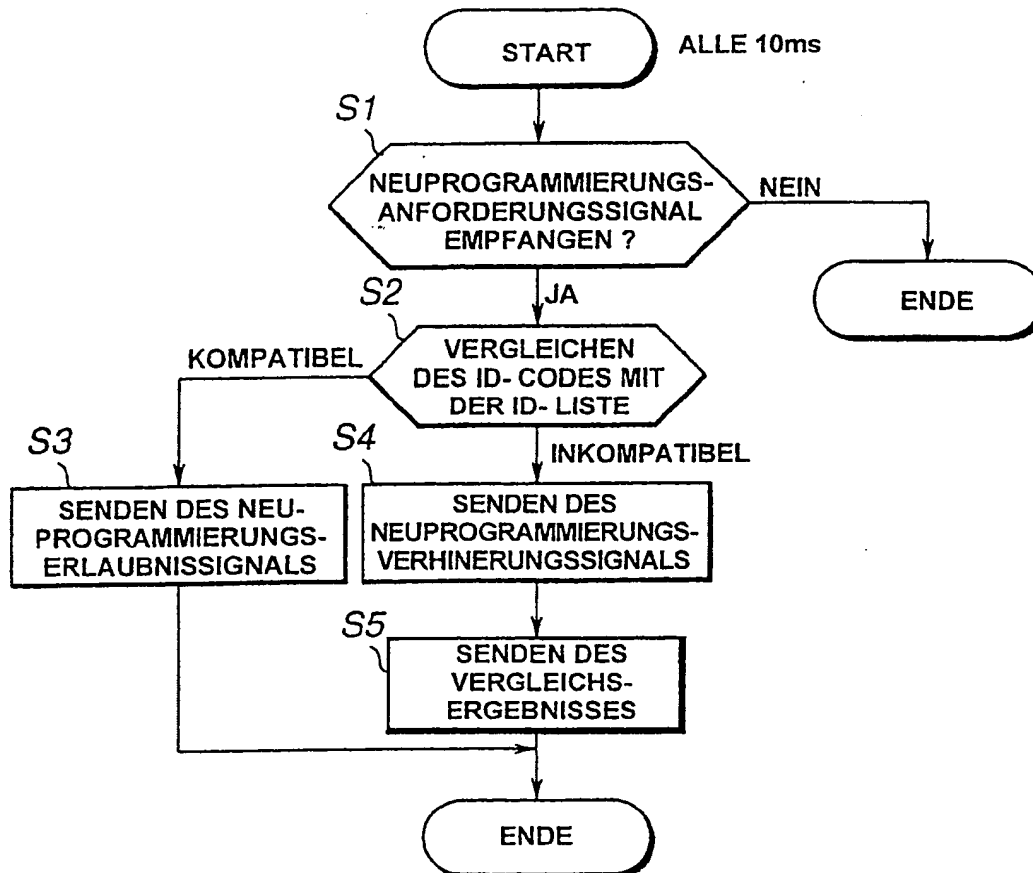 START
ALLE 10ms
S1
NEUPROGRAMMIERUNGS-
ANFORDERUNGSSIGNAL
EMPFANGEN ?
NEIN
ENDE
JA
S2
VERGLEICHEN
DES ID- CODES MIT
DER ID- LISTE
KOMPATIBEL
INKOMPATIBEL
S3
SENDEN DES NEU-
PROGRAMMIERUNGS-
ERLAUBNISSIGNALS
S4
SENDEN DES
NEUPROGRAMMIERUNGS-
VERHINERUNGSSIGNALS
S5
SENDEN DES
VERGLEICHS-
ERGEBNISSES
ENDE